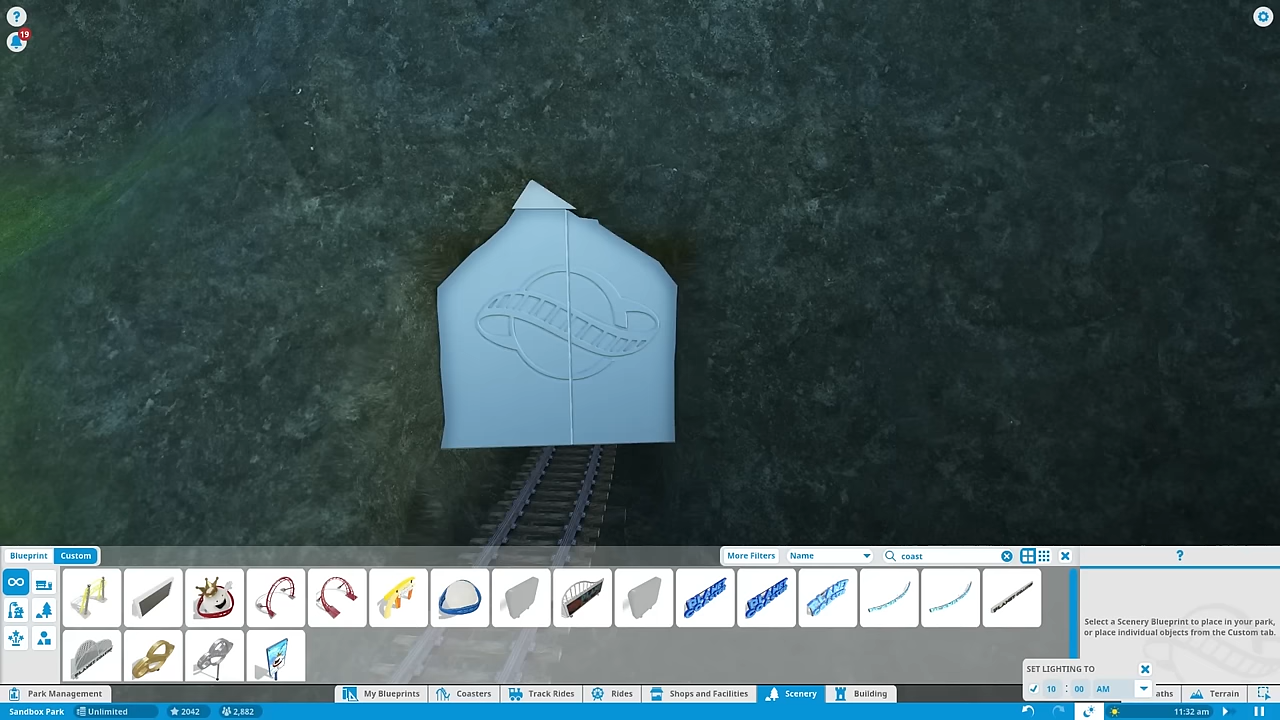 ?
19
Blueprint
Custom
More Filters
Name
coast
?
Select a Scenery Blueprint to place in your park,
or place individual objects from the Custom tab.
SET LIGHTING TO
10 : 00 AM
Park Management
My Blueprints
Coasters
Track Rides
Rides
Shops and Facilities
Scenery
Building
aths
Terrain
Sandbox Park
Unlimited
2042
2,882
11:32 am